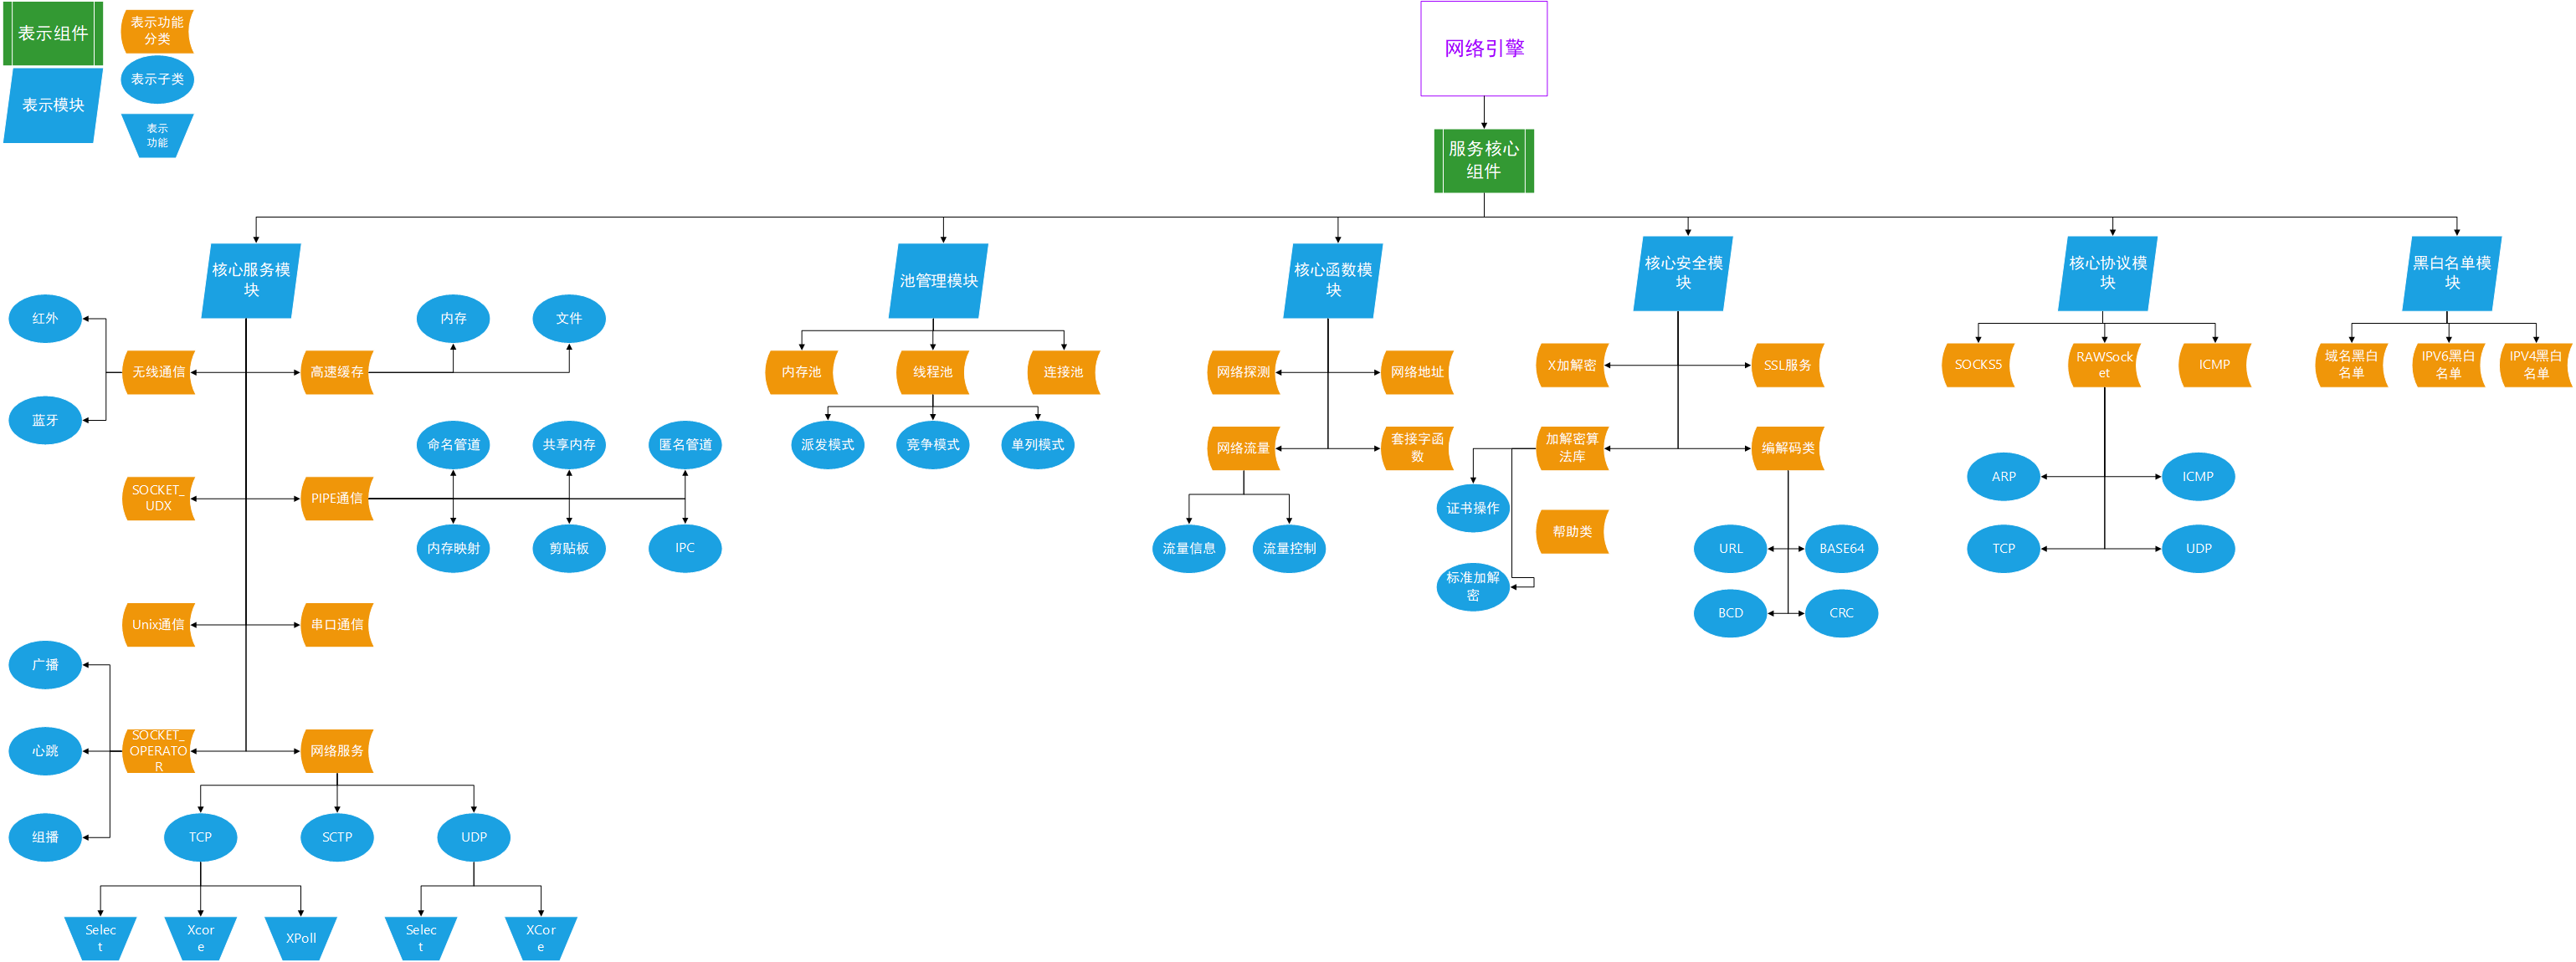 表示组件
表示功能
分类
表示子类
表示模块
表示
功能
网络引擎
服务核心
组件
核心服务模
块
池管理模块
核心函数模
块
核心安全模
块
核心协议模
块
黑白名单模
块
红外
蓝牙
无线通信
高速缓存
内存
文件
内存池
线程池
连接池
派发模式
竞争模式
单列模式
网络探测
网络地址
网络流量
套接字函
数
流量信息
流量控制
X加解密
SSL服务
加解密算
法库
编解码类
证书操作
帮助类
标准加解
密
URL
BASE64
BCD
CRC
SOCKS5
RAWSock
et
ICMP
ARP
ICMP
TCP
UDP
域名黑白
名单
IPV6黑白
名单
IPV4黑白
名单
命名管道
共享内存
匿名管道
SOCKET_
UDX
PIPE通信
内存映射
剪贴板
IPC
Unix通信
串口通信
广播
心跳
组播
SOCKET_
OPERATO
R
网络服务
TCP
SCTP
UDP
Selec
t
Xcor
e
XPoll
Selec
t
XCor
e